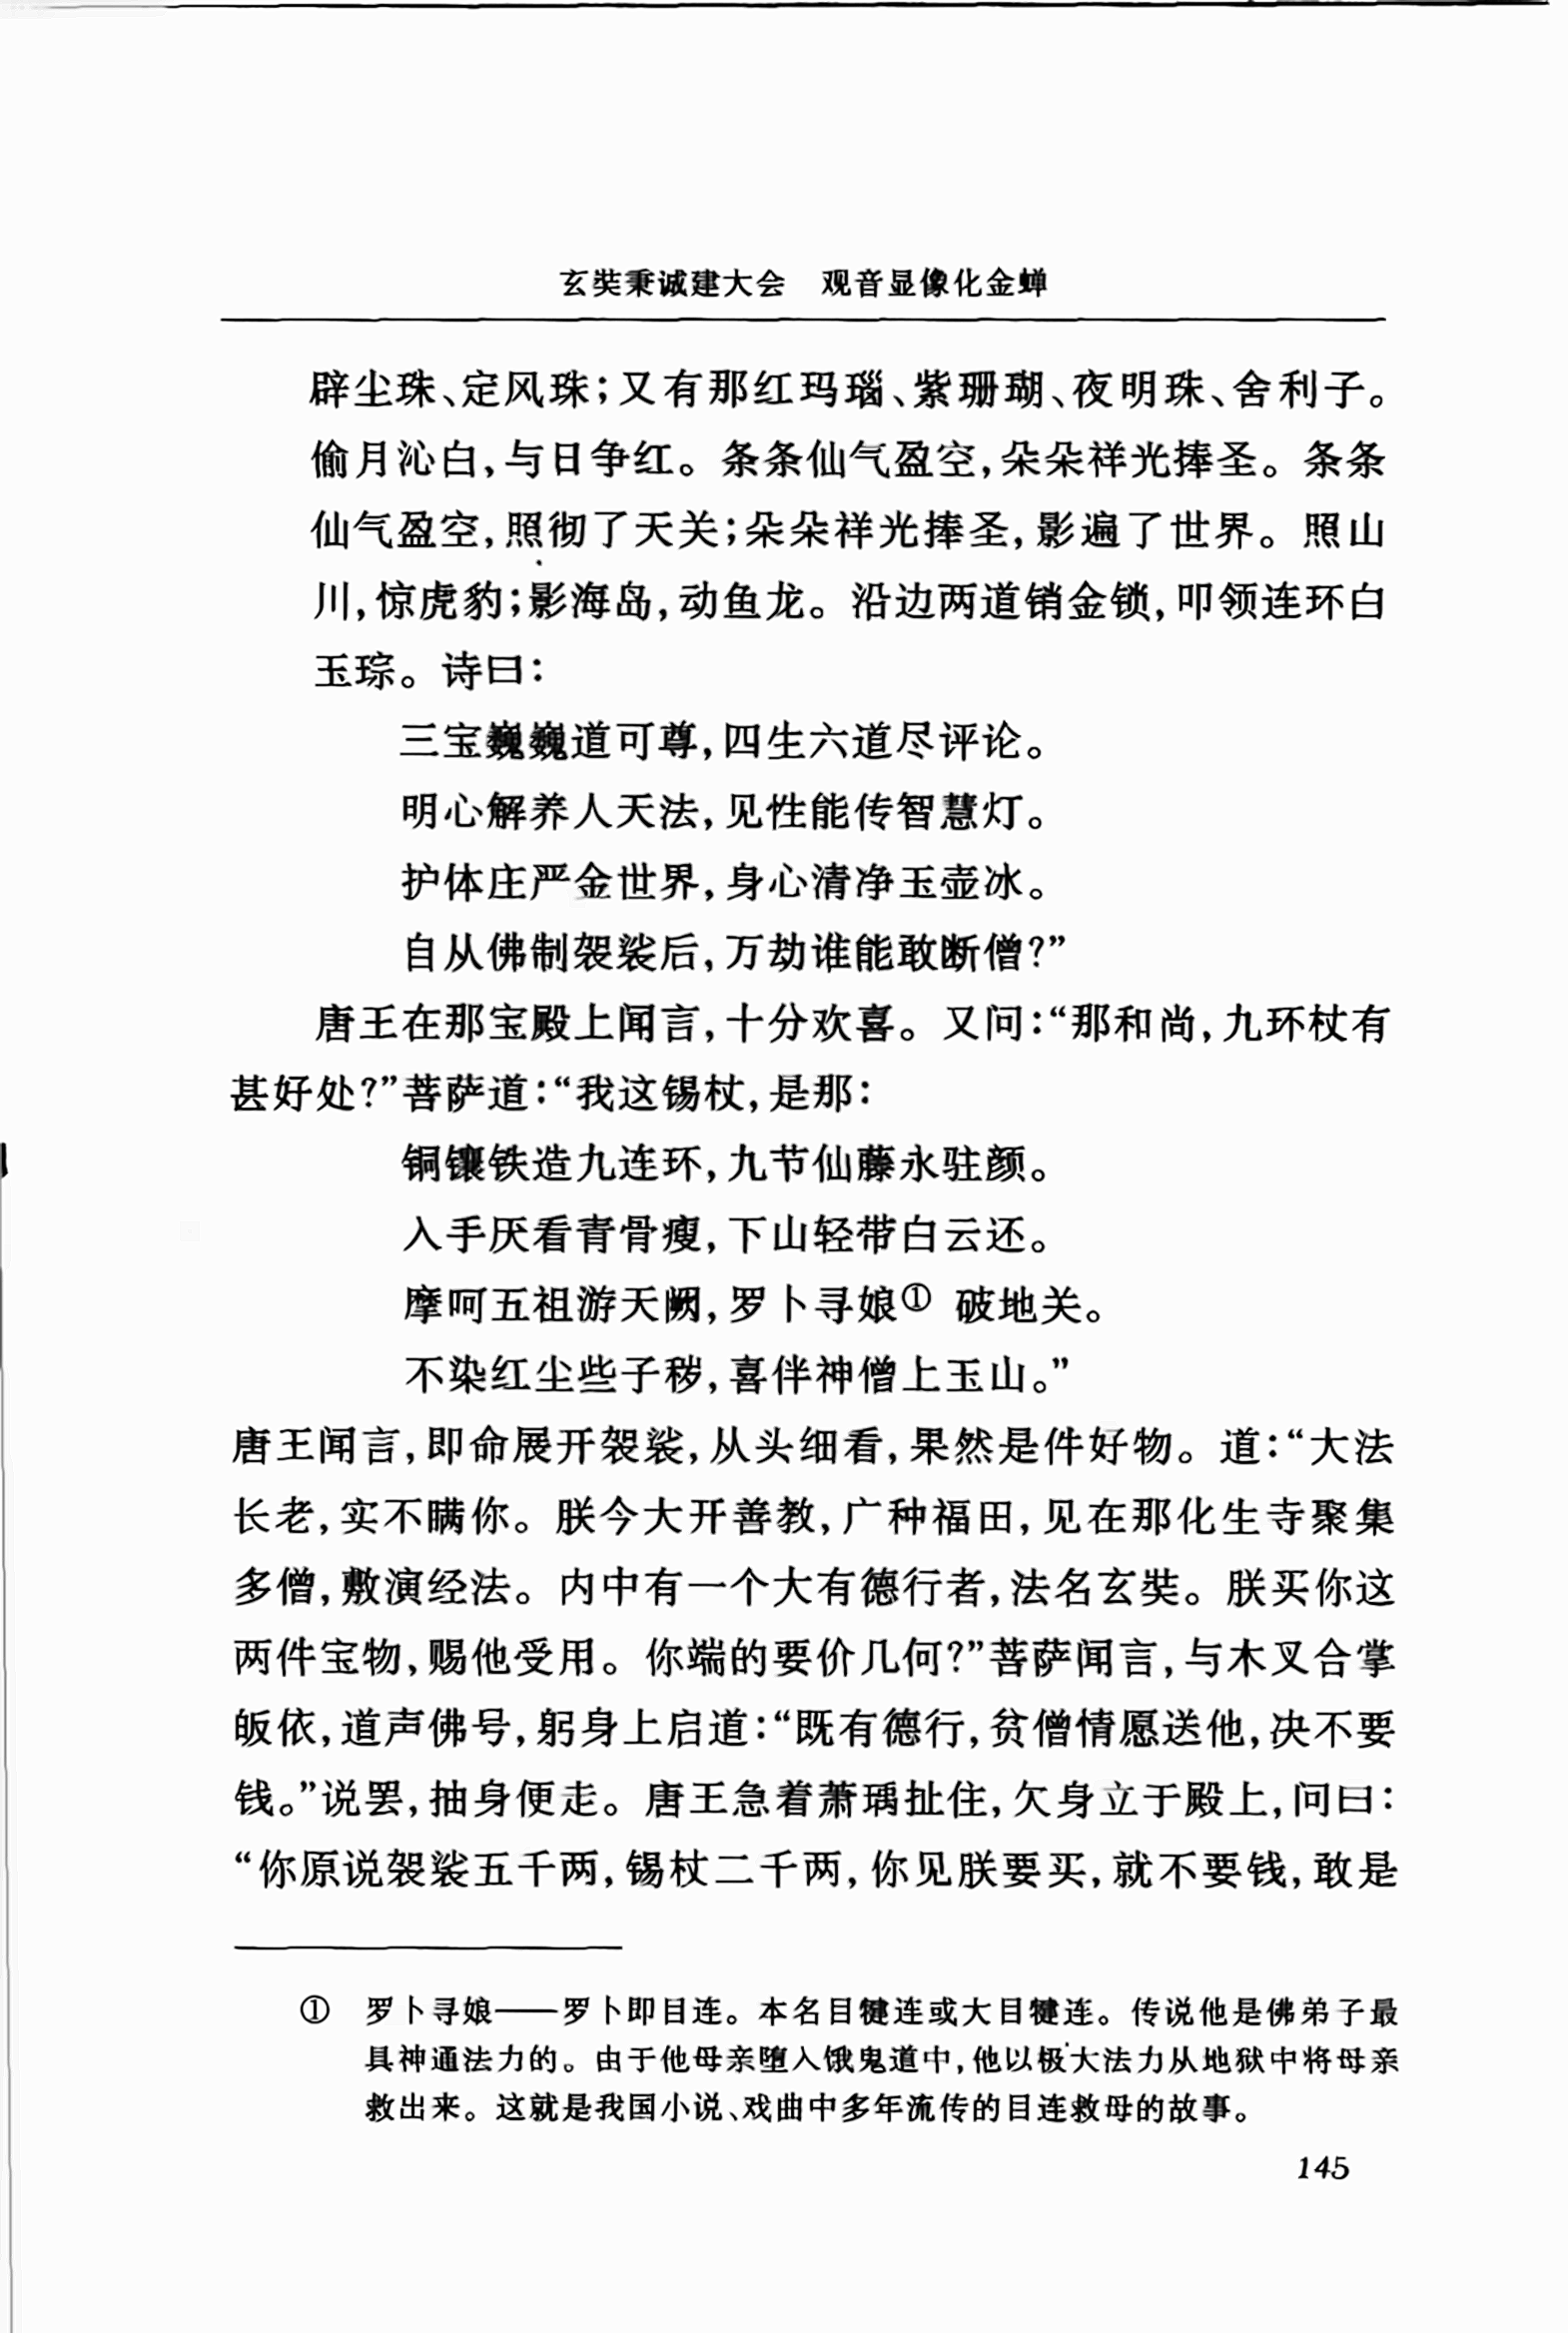 玄奘秉诚建大会　观音显像化金蝉
辟尘珠、定风珠；又有那红玛瑙、紫珊瑚、夜明珠、舍利子。
偷月沁白，与日争红。条条仙气盈空，朵朵祥光捧圣。条条
仙气盈空，照彻了天关；朵朵祥光捧圣，影遍了世界。照山
川，惊虎豹；影海岛，动鱼龙。沿边两道销金锁，叩领连环白
玉琮。诗曰：
三宝巍巍道可尊，四生六道尽评论。
明心解养人天法，见性能传智慧灯。
护体庄严金世界，身心清净玉壶冰。
自从佛制袈裟后，万劫谁能敢断僧？”
唐王在那宝殿上闻言，十分欢喜。又问：“那和尚，九环杖有
甚好处？”菩萨道：“我这锡杖，是那：
铜镶铁造九连环，九节仙藤永驻颜。
入手厌看青骨瘦，下山轻带白云还。
摩呵五祖游天阙，罗卜寻娘① 破地关。
不染红尘些子秽，喜伴神僧上玉山。”
唐王闻言，即命展开袈裟，从头细看，果然是件好物。道：“大法
长老，实不瞒你。朕今大开善教，广种福田，见在那化生寺聚集
多僧，敷演经法。内中有一个大有德行者，法名玄奘。朕买你这
两件宝物，赐他受用。你端的要价几何？”菩萨闻言，与木叉合掌
皈依，道声佛号，躬身上启道：“既有德行，贫僧情愿送他，决不要
钱。”说罢，抽身便走。唐王急着萧瑀扯住，欠身立于殿上，问曰：
“你原说袈裟五千两，锡杖二千两，你见朕要买，就不要钱，敢是
① 罗卜寻娘——罗卜即目连。本名目犍连或大目犍连。传说他是佛弟子最
具神通法力的。由于他母亲堕入饿鬼道中，他以极大法力从地狱中将母亲
救出来。这就是我国小说、戏曲中多年流传的目连救母的故事。
145